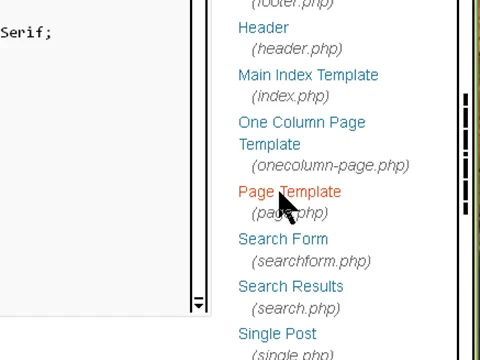 (footer.php)
Serif;
Header
(header.php)
Main Index Template
(index.php)
One Column Page
Template
(onecolumn-page.php)
Page Template
(page.php)
Search Form
(searchform.php)
Search Results
(search.php)
Single Post
(single.php)